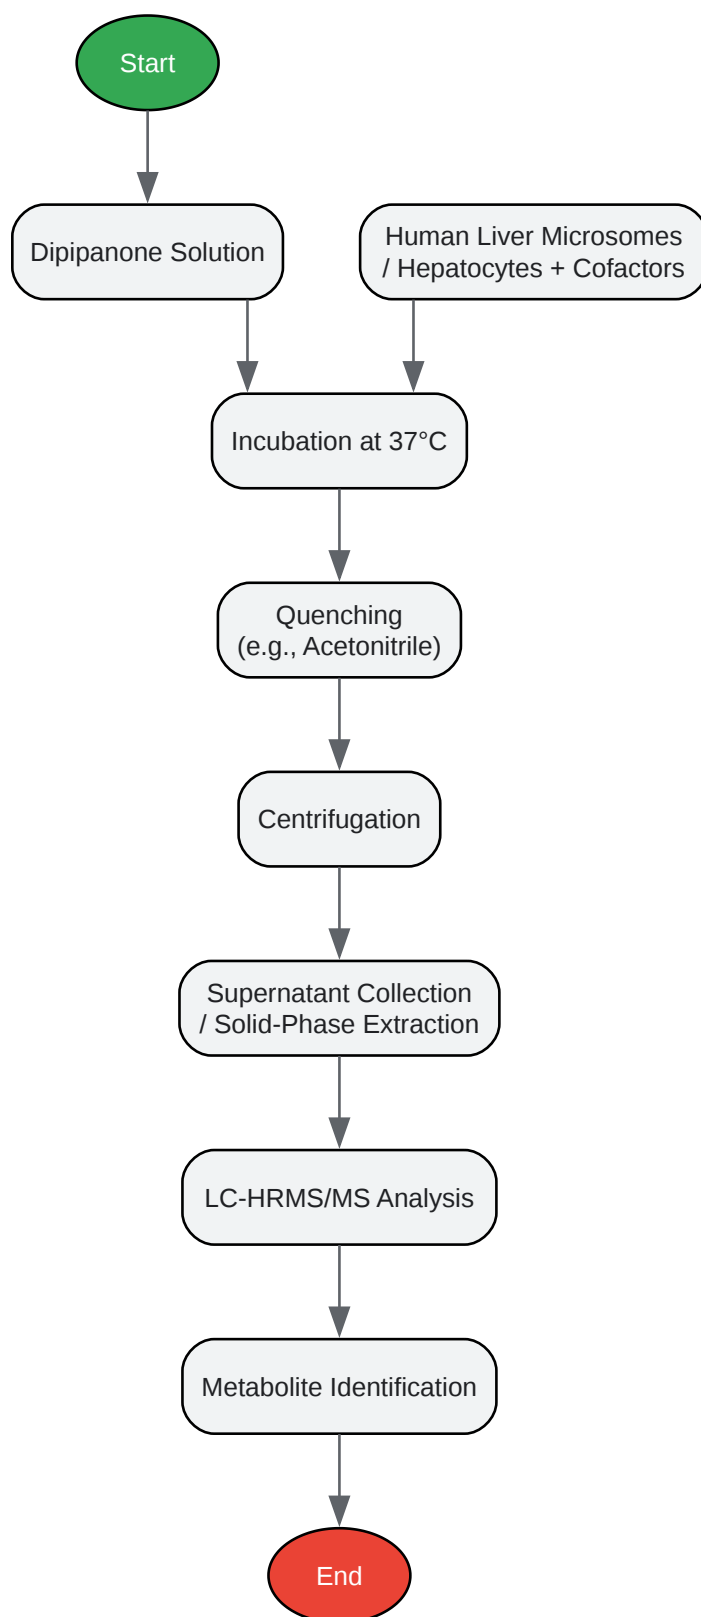 Start
Dipipanone Solution
Human Liver Microsomes
/ Hepatocytes + Cofactors
Incubation at 37°C
Quenching
(e.g., Acetonitrile)
Centrifugation
Supernatant Collection
/ Solid-Phase Extraction
LC-HRMS/MS Analysis
Metabolite Identification
End